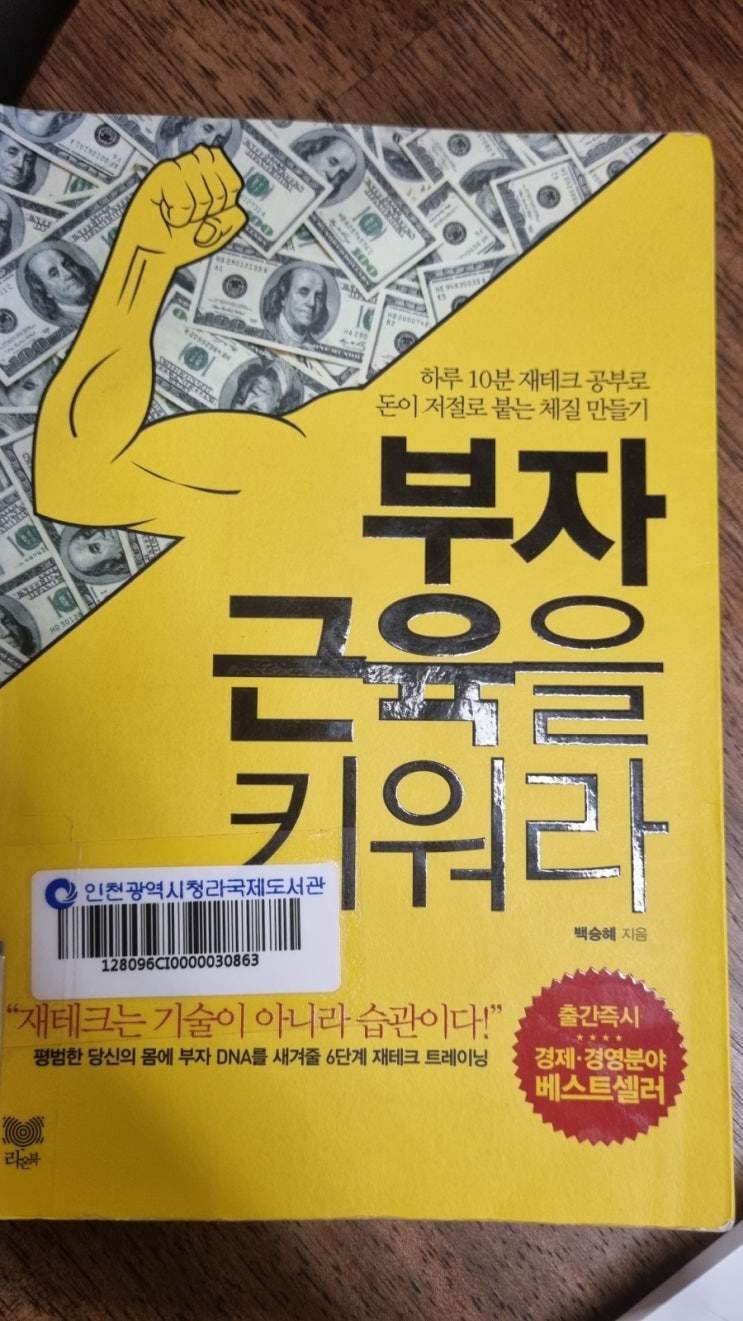 하루 10분 재테크 공부로
돈이 저절로 붙는 체질 만들기
부자
근육을
키워라
백승혜 지음
인천광역시청라국제도서관
128096CI0000030863
“재테크는 기술이 아니라 습관이다!”
평범한 당신의 몸에 부자 DNA를 새겨줄 6단계 재테크 트레이닝
출간즉시
경제·경영분야
베스트셀러
라온북